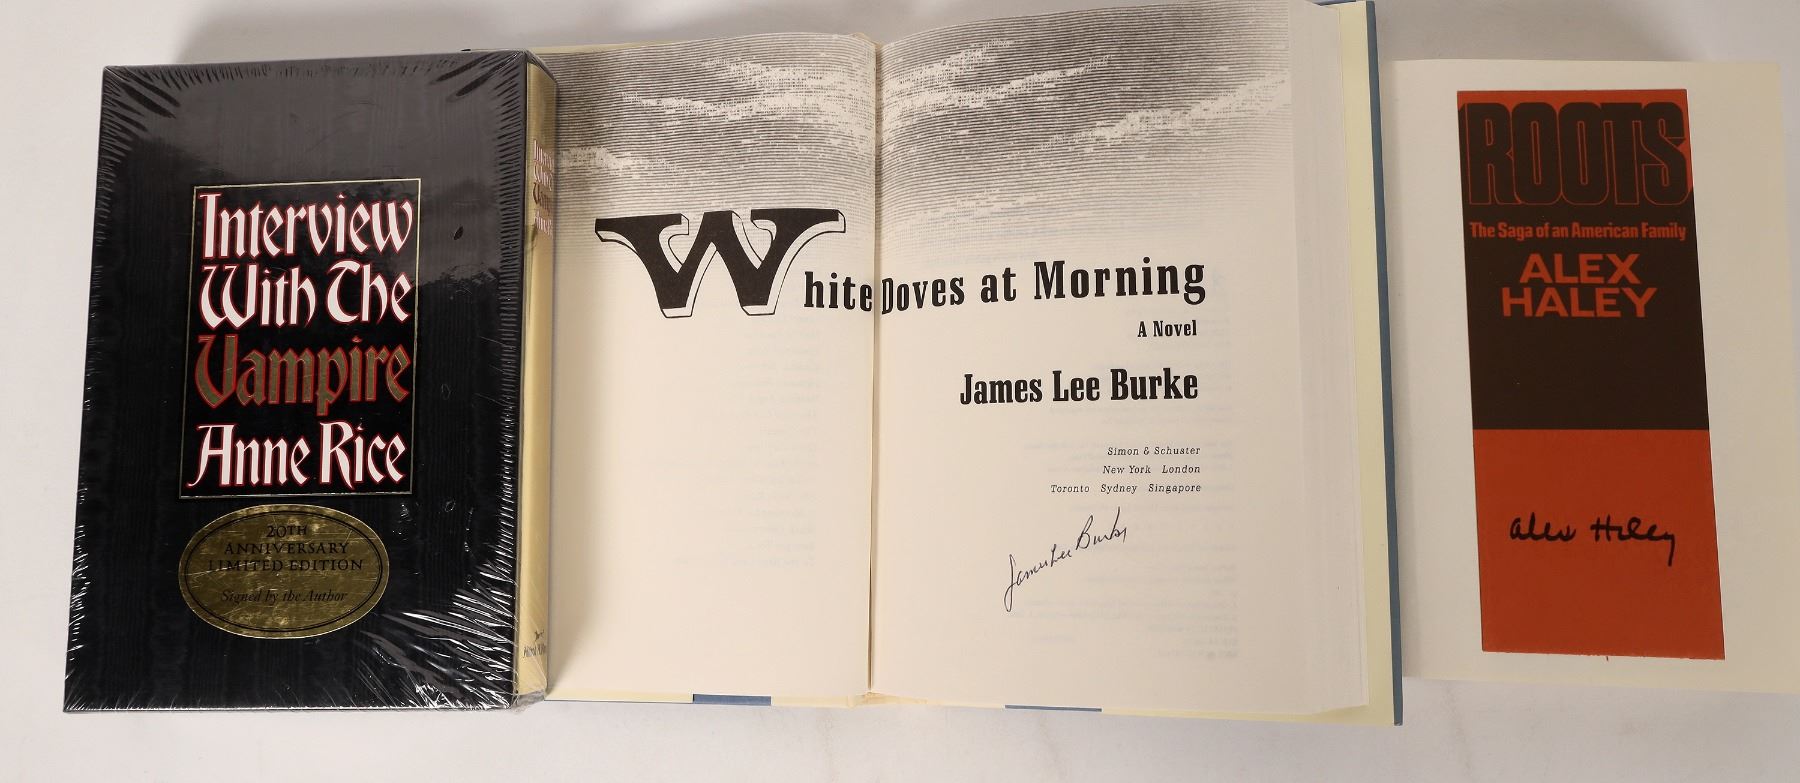 Interview
With The
Vampire
Anne Rice
20TH
ANNIVERSARY
LIMITED EDITION
Signed by the Author
White Doves at Morning
A Novel
James Lee Burke
Simon & Schuster
New York London
Toronto Sydney Singapore
James Lee Burke
ROOTS
The Saga of an American Family
ALEX
HALEY
Alex Haley